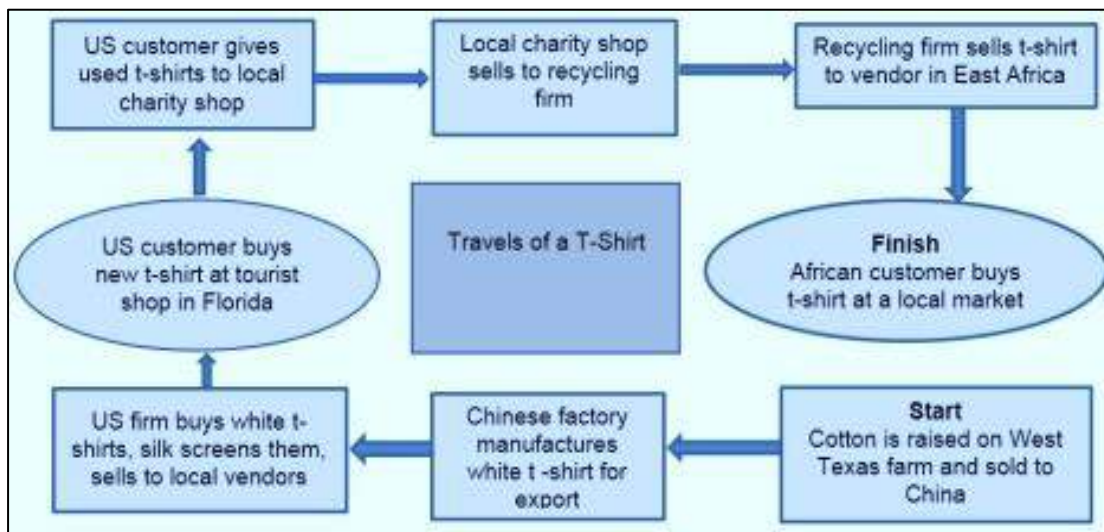 US customer gives
used t-shirts to local
charity shop
Local charity shop
sells to recycling
firm
Recycling firm sells t-shirt
to vendor in East Africa
US customer buys
new t-shirt at tourist
shop in Florida
Travels of a T-Shirt
Finish
African customer buys
t-shirt at a local market
US firm buys white t-
shirts, silk screens them,
sells to local vendors
Chinese factory
manufactures
white t -shirt for
export
Start
Cotton is raised on West
Texas farm and sold to
China